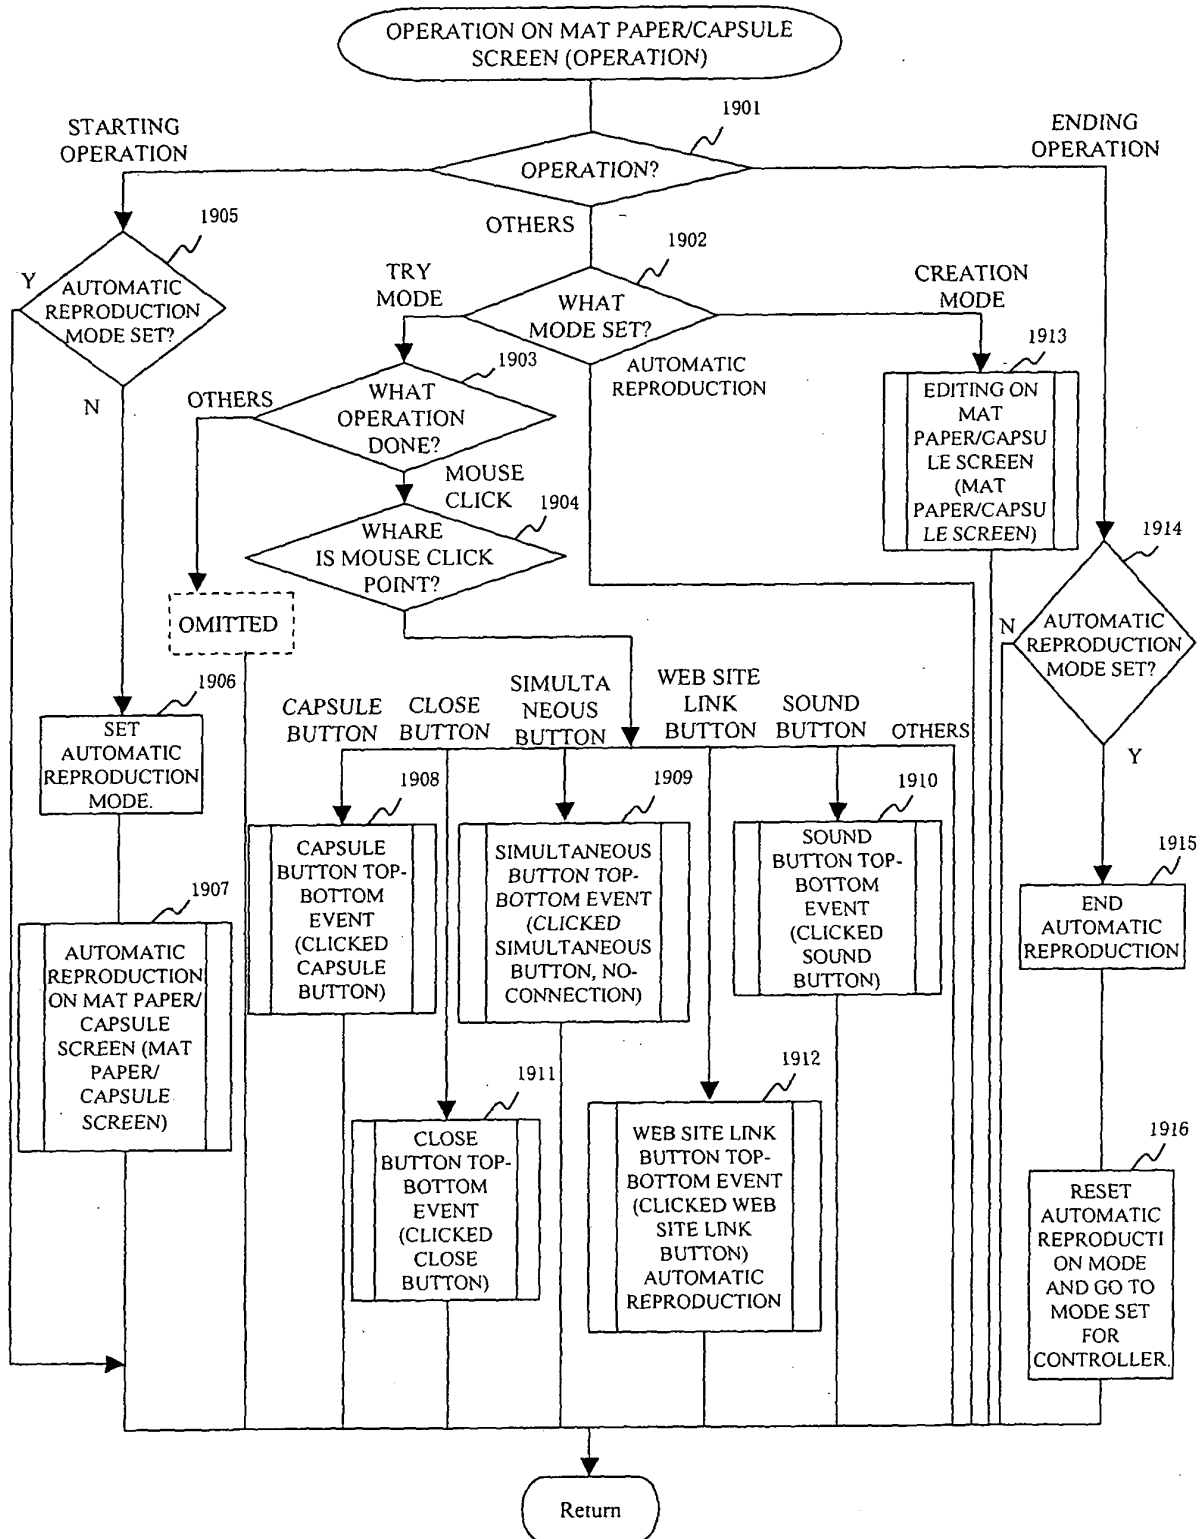 OPERATION ON MAT PAPER/CAPSULE
SCREEN (OPERATION)
1901
STARTING
OPERATION
ENDING
OPERATION
OPERATION?
OTHERS
1905
1902
Y
AUTOMATIC
REPRODUCTION
MODE SET?
N
TRY
MODE
WHAT
MODE SET?
CREATION
MODE
AUTOMATIC
REPRODUCTION
1903
OTHERS
WHAT
OPERATION
DONE?
1913
EDITING ON
MAT
PAPER/CAPSU
LE SCREEN
(MAT
PAPER/CAPSU
LE SCREEN)
MOUSE
CLICK
1904
WHARE
IS MOUSE CLICK
POINT?
1914
N
AUTOMATIC
REPRODUCTION
MODE SET?
Y
OMITTED
1906
SET
AUTOMATIC
REPRODUCTION
MODE.
CAPSULE
BUTTON
CLOSE
BUTTON
SIMULTA
NEOUS
BUTTON
WEB SITE
LINK
BUTTON
SOUND
BUTTON
OTHERS
1908
CAPSULE
BUTTON TOP-
BOTTOM
EVENT
(CLICKED
CAPSULE
BUTTON)
1909
SIMULTANEOUS
BUTTON TOP-
BOTTOM EVENT
(CLICKED
SIMULTANEOUS
BUTTON, NO-
CONNECTION)
1910
SOUND
BUTTON TOP-
BOTTOM
EVENT
(CLICKED
SOUND
BUTTON)
1915
END
AUTOMATIC
REPRODUCTION
1907
AUTOMATIC
REPRODUCTION
ON MAT PAPER/
CAPSULE
SCREEN (MAT
PAPER/
CAPSULE
SCREEN)
1911
CLOSE
BUTTON TOP-
BOTTOM
EVENT
(CLICKED
CLOSE
BUTTON)
1912
WEB SITE LINK
BUTTON TOP-
BOTTOM EVENT
(CLICKED WEB
SITE LINK
BUTTON)
AUTOMATIC
REPRODUCTION
1916
RESET
AUTOMATIC
REPRODUCTI
ON MODE
AND GO TO
MODE SET
FOR
CONTROLLER.
Return